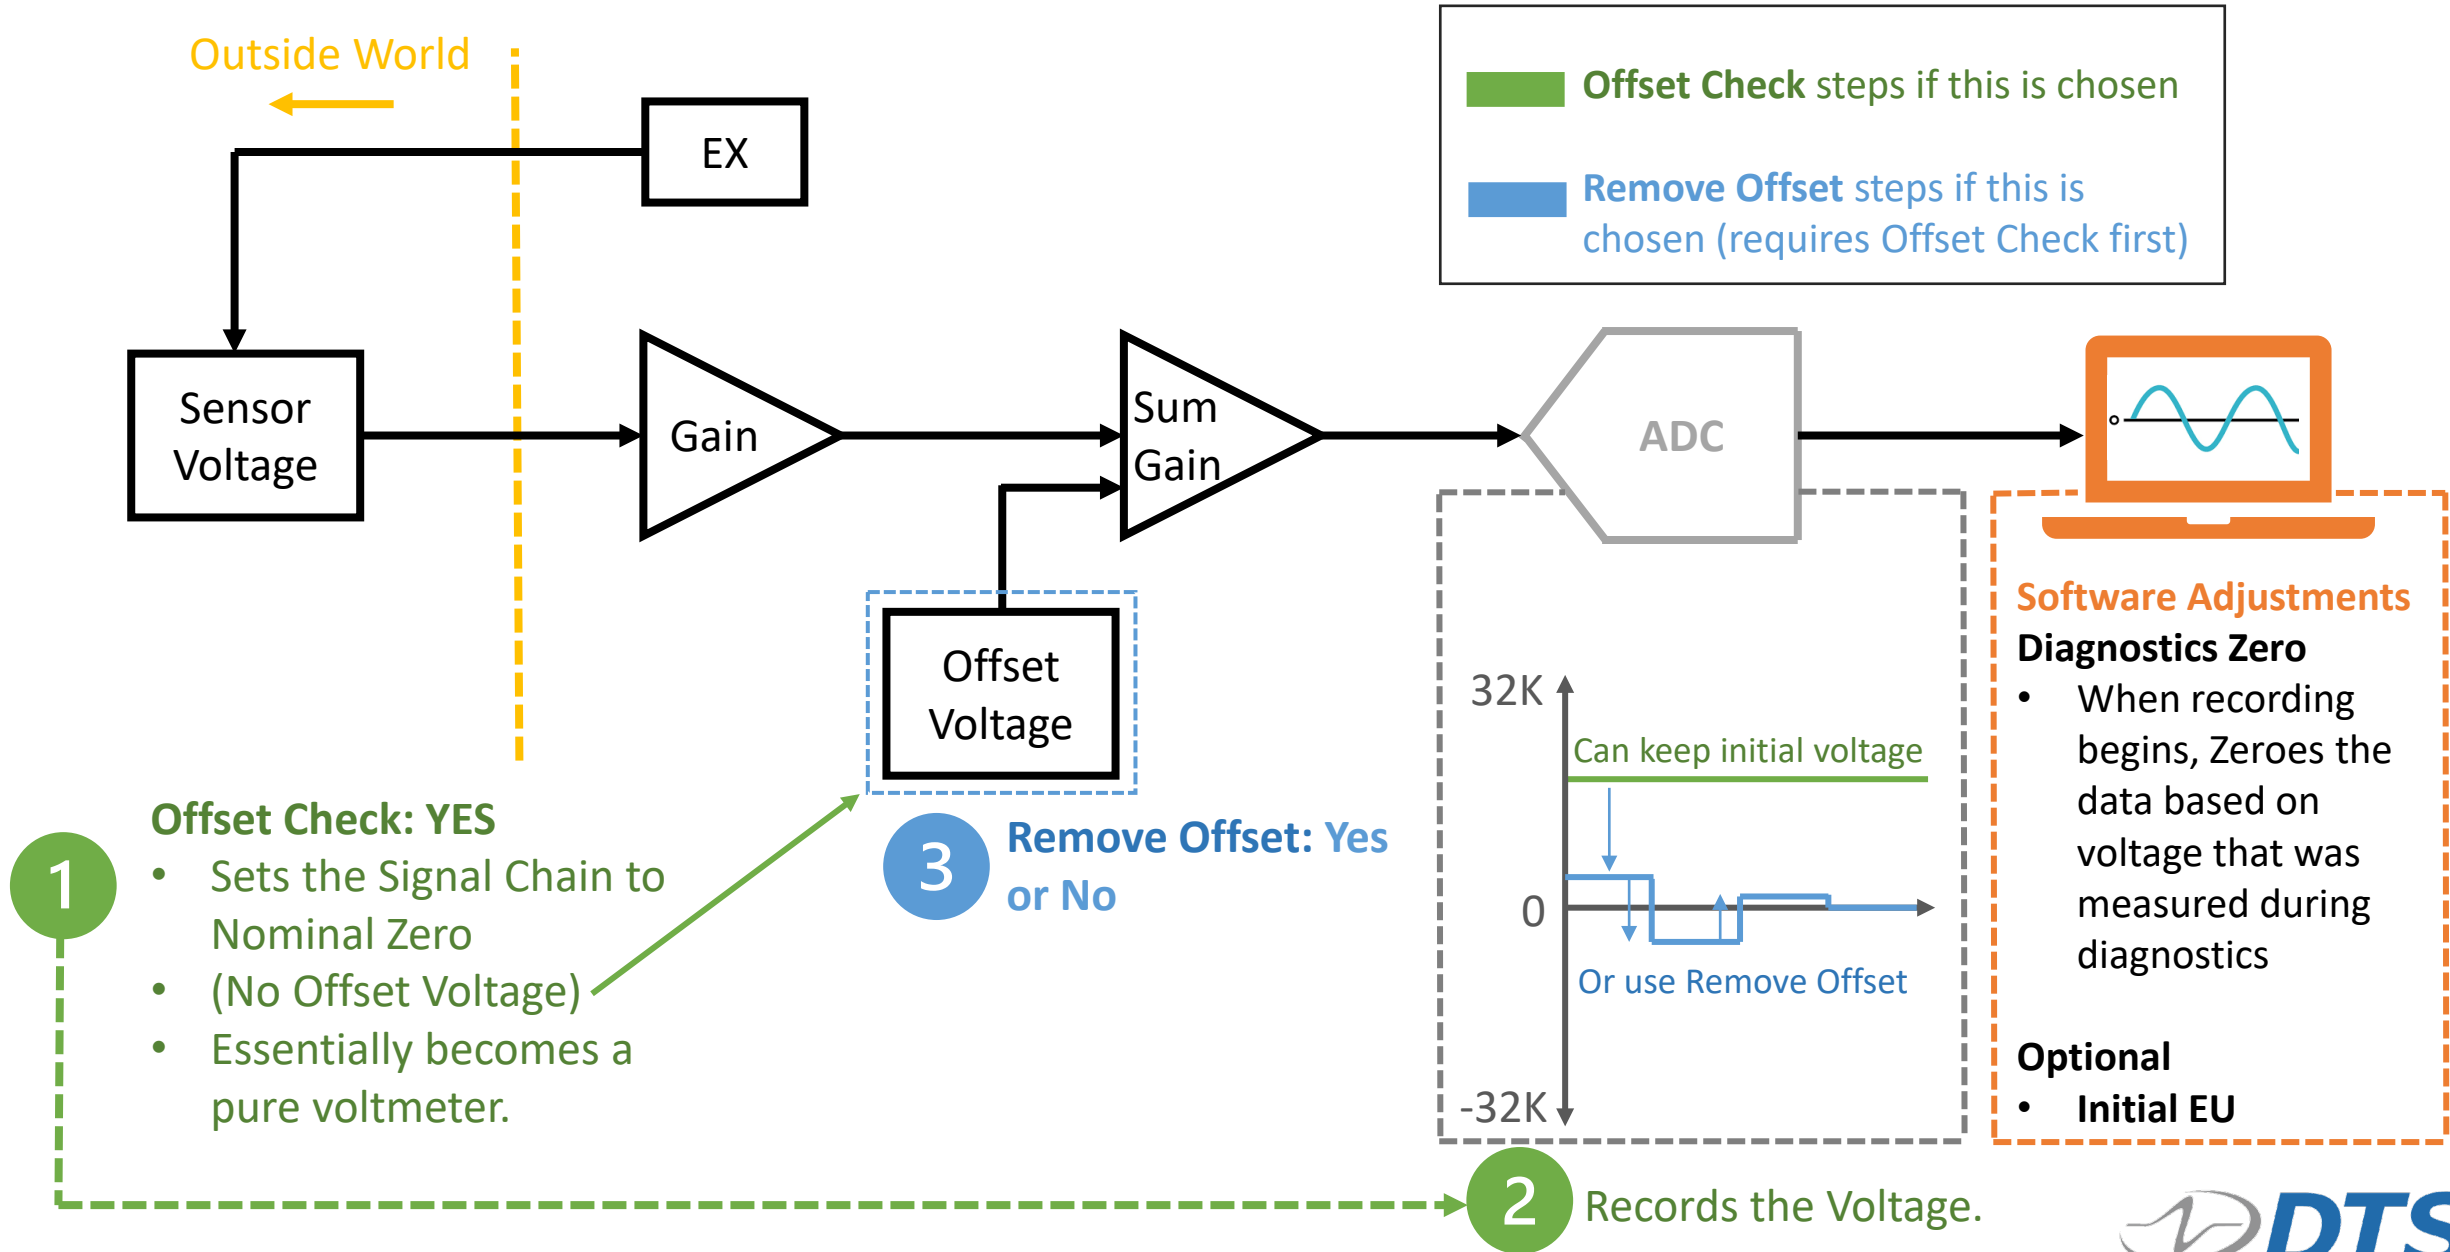 Outside World
EX
Offset Check steps if this is chosen
Remove Offset steps if this is
chosen (requires Offset Check first)
Sensor
Voltage
Gain
Sum
Gain
ADC
Offset
Voltage
Software Adjustments
Diagnostics Zero
• When recording
begins, Zeroes the
data based on
voltage that was
measured during
diagnostics
Optional
• Initial EU
32K
Can keep initial voltage
0
Or use Remove Offset
-32K
1
Offset Check: YES
• Sets the Signal Chain to
Nominal Zero
• (No Offset Voltage)
• Essentially becomes a
pure voltmeter.
3
Remove Offset: Yes
or No
2
Records the Voltage.
DTS